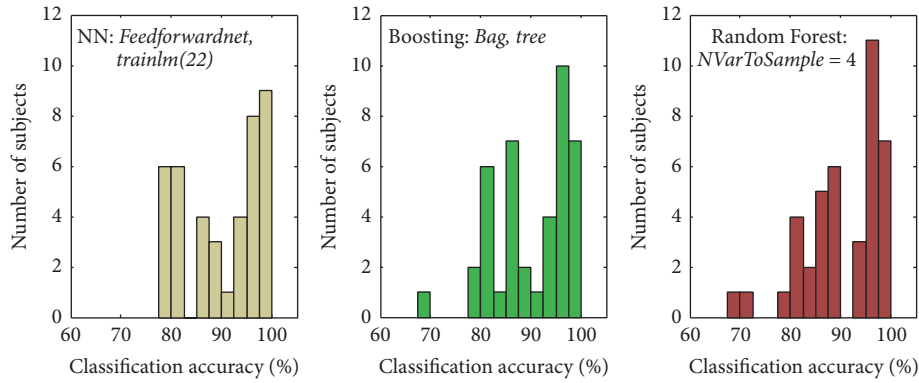 NN: Feedforwardnet,
trainlm(22)
Number of subjects
14
12
10
8
6
4
2
0
60 70 80 90 100
Classification accuracy (%)
Boosting: Bag, tree
Number of subjects
12
10
8
6
4
2
0
60 70 80 90 100
Classification accuracy (%)
Random Forest:
NVarToSample = 4
Number of subjects
12
10
8
6
4
2
0
60 70 80 90 100
Classification accuracy (%)